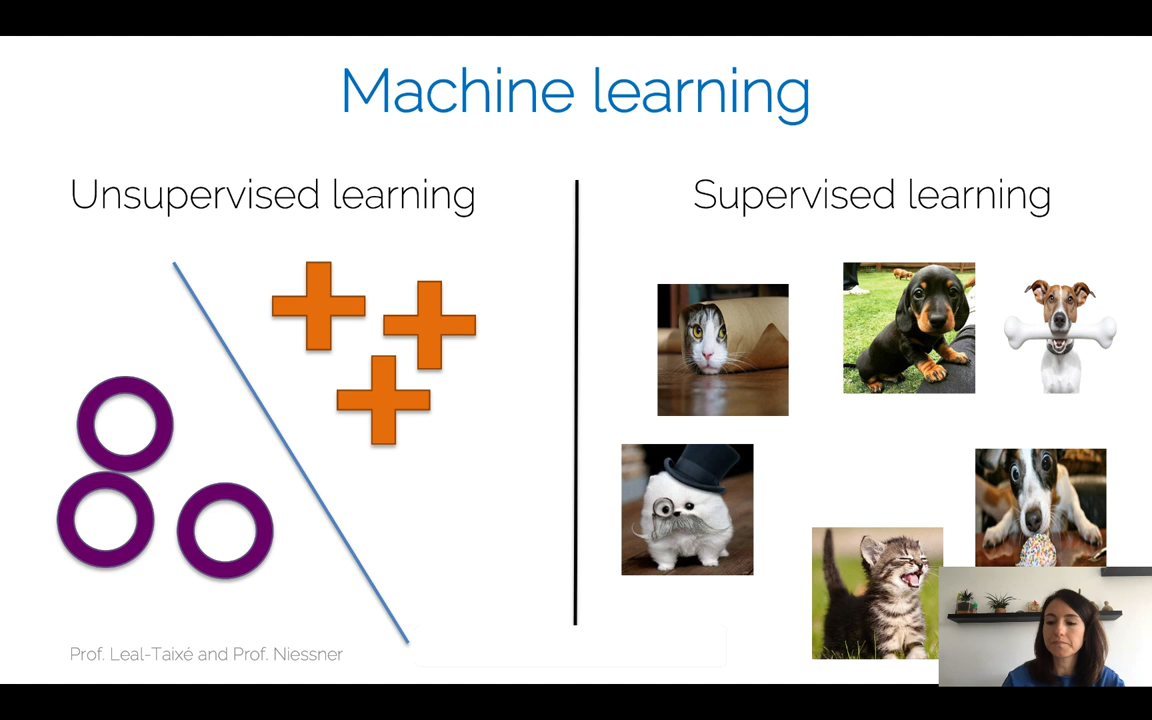 Machine learning
Unsupervised learning
Supervised learning
Prof. Leal-Taixé and Prof. Niessner